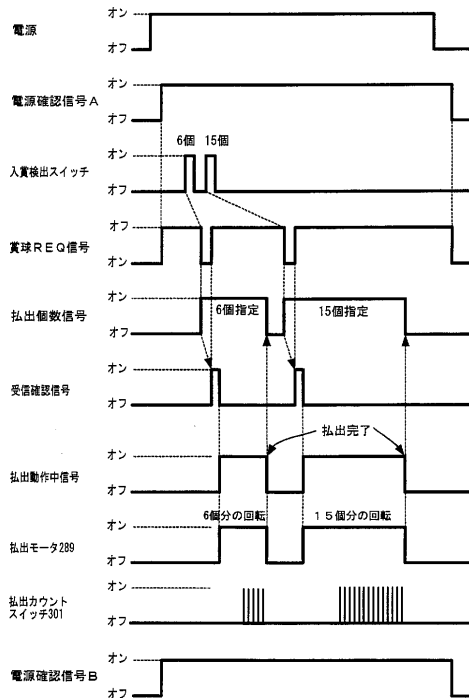 電源
オン
オフ
電源確認信号A
オン
オフ
入賞検出スイッチ
オン
オフ
6個 15個
賞球REQ信号
オフ
オン
払出個数信号
オン
オフ
6個指定
15個指定
受信確認信号
オン
オフ
払出完了
払出動作中信号
オン
オフ
払出モータ289
オン
オフ
6個分の回転
15個分の回転
払出カウント
スイッチ301
オン
オフ
電源確認信号B
オン
オフ